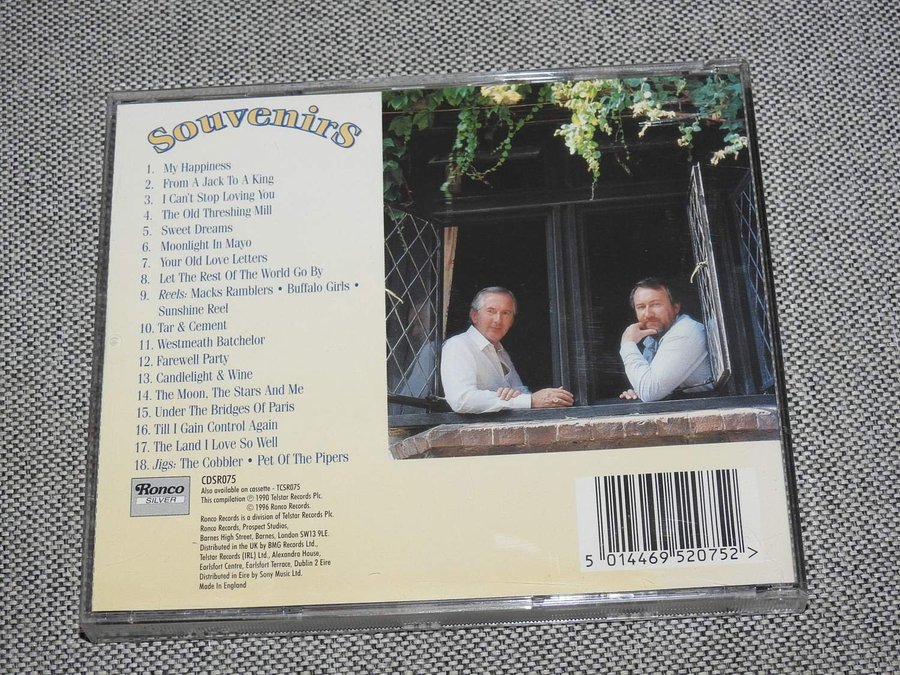 Souvenirs
1. My Happiness
2. From A Jack To A King
3. I Can't Stop Loving You
4. The Old Threshing Mill
5. Sweet Dreams
6. Moonlight In Mayo
7. Your Old Love Letters
8. Let The Rest Of The World Go By
9. Reels: Macks Ramblers • Buffalo Girls •
Sunshine Reel
10. Tar & Cement
11. Westmeath Batchelor
12. Farewell Party
13. Candlelight & Wine
14. The Moon, The Stars And Me
15. Under The Bridges Of Paris
16. Till I Gain Control Again
17. The Land I Love So Well
18. Jigs: The Cobbler • Pet Of The Pipers
Ronco
SILVER
CDSR075
Also available on cassette - TCSR075
This compilation ℗ 1990 Telstar Records Plc.
© 1996 Ronco Records.
Ronco Records is a division of Telstar Records Plc.
Ronco Records, Prospect Studios,
Barnes High Street, Barnes, London SW13 9LE.
Distributed in the UK by BMG Records Ltd.,
Telstar Records (IRL) Ltd., Alexandra House,
Earlsfort Centre, Earlsfort Terrace, Dublin 2 Eire
Distributed in Eire by Sony Music Ltd.
Made In England
5 014469 520752 >